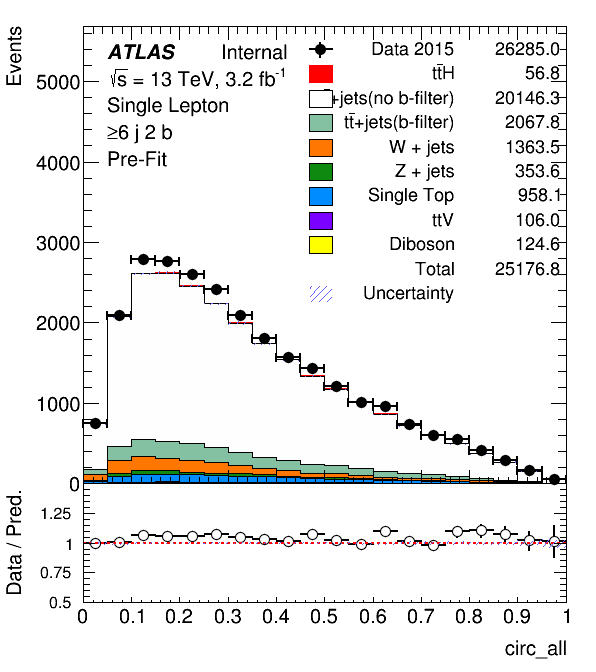 Events
ATLAS Internal
√s = 13 TeV, 3.2 fb⁻¹
Single Lepton
≥6 j 2 b
Pre-Fit
Data 2015 26285.0
tt̄H 56.8
+jets(no b-filter) 20146.3
tt̄+jets(b-filter) 2067.8
W + jets 1363.5
Z + jets 353.6
Single Top 958.1
ttV 106.0
Diboson 124.6
Total 25176.8
Uncertainty
5000
4000
3000
2000
1000
0
Data / Pred.
1.25
1
0.75
0.5
0 0.1 0.2 0.3 0.4 0.5 0.6 0.7 0.8 0.9 1
circ_all